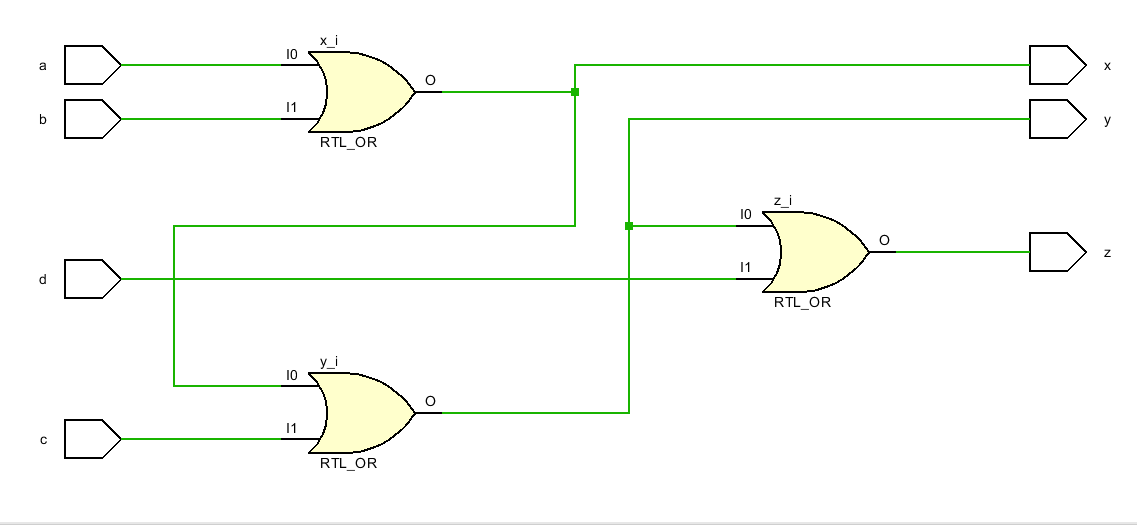 x_i
a
I0
O
x
b
I1
RTL_OR
y
z_i
I0
O
z
d
I1
RTL_OR
y_i
I0
O
c
I1
RTL_OR